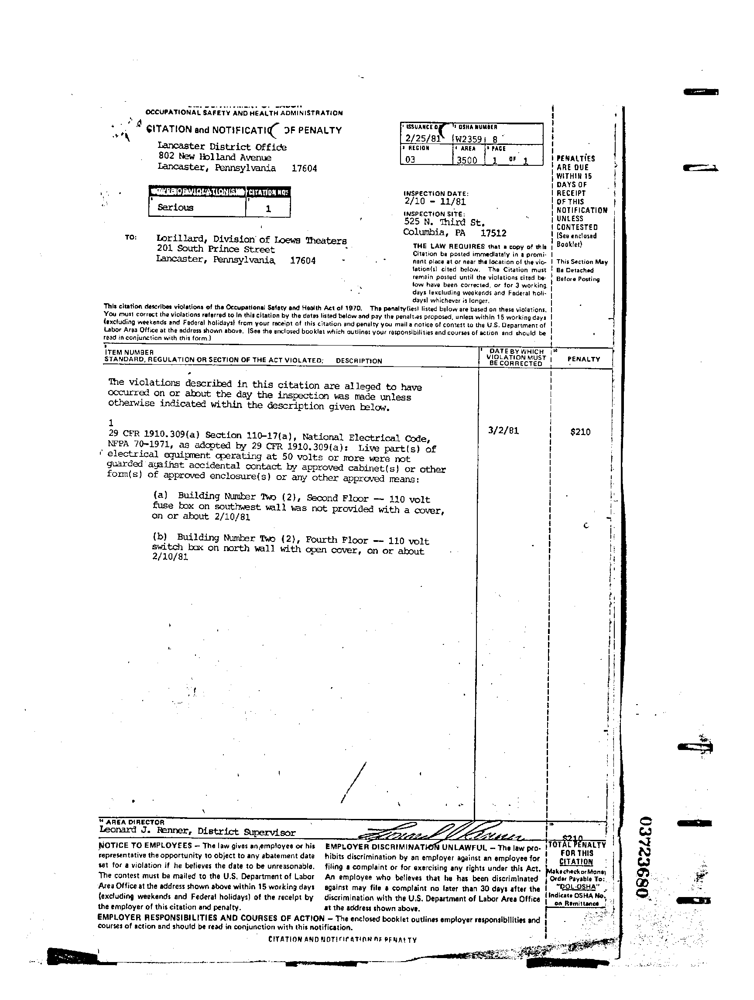 OCCUPATIONAL SAFETY AND HEALTH ADMINISTRATION
CITATION and NOTIFICATI OF PENALTY
Lancaster District Office
802 New Holland Avenue
Lancaster, Pennsylvania 17604
ISSUANCE D OSHA NUMBER
2/25/81 W2359 8
REGION AREA PAGE
03 3500 1 OF 1
PENALTIES
ARE DUE
WITHIN 15
DAYS OF
RECEIPT
OF THIS
NOTIFICATION
UNLESS
CONTESTED
(See enclosed
Booklet)
This Section May
Be Detached
Before Posting
TYPE OF VIOLATION(S) CITATION NO:
Serious 1
INSPECTION DATE:
2/10 - 11/81
INSPECTION SITE:
525 N. Third St.
Columbia, PA 17512
TO: Lorillard, Division of Loews Theaters
201 South Prince Street
Lancaster, Pennsylvania 17604
THE LAW REQUIRES that a copy of this
Citation be posted immediately in a promi-
nent place at or near the location of the vio-
lation(s) cited below. The Citation must
remain posted until the violations cited be-
low have been corrected, or for 3 working
days (excluding weekends and Federal holi-
days) whichever is longer.
This citation describes violations of the Occupational Safety and Health Act of 1970. The penalty(ies) listed below are based on these violations.
You must correct the violations referred to in this citation by the dates listed below and pay the penalties proposed, unless within 15 working days
(excluding weekends and Federal holidays) from your receipt of this citation and penalty you mail a notice of contest to the U.S. Department of
Labor Area Office at the address shown above. (See the enclosed booklet which outlines your responsibilities and courses of action and should be
read in conjunction with this form.)
ITEM NUMBER
STANDARD, REGULATION OR SECTION OF THE ACT VIOLATED; DESCRIPTION
DATE BY WHICH
VIOLATION MUST
BE CORRECTED
PENALTY
The violations described in this citation are alleged to have
occurred on or about the day the inspection was made unless
otherwise indicated within the description given below.
1
29 CFR 1910.309(a) Section 110-17(a), National Electrical Code, 3/2/81 $210
NFPA 70-1971, as adopted by 29 CFR 1910.309(a): Live part(s) of
electrical equipment operating at 50 volts or more were not
guarded against accidental contact by approved cabinet(s) or other
form(s) of approved enclosure(s) or any other approved means:
(a) Building Number Two (2), Second Floor -- 110 volt
fuse box on southwest wall was not provided with a cover,
on or about 2/10/81
(b) Building Number Two (2), Fourth Floor -- 110 volt
switch box on north wall with open cover, on or about
2/10/81
AREA DIRECTOR
Leonard J. Renner, District Supervisor
$210
NOTICE TO EMPLOYEES – The law gives an employee or his
representative the opportunity to object to any abatement date
set for a violation if he believes the date to be unreasonable.
The contest must be mailed to the U.S. Department of Labor
Area Office at the address shown above within 15 working days
(excluding weekends and Federal holidays) of the receipt by
the employer of this citation and penalty.
EMPLOYER DISCRIMINATION UNLAWFUL – The law pro-
hibits discrimination by an employer against an employee for
filing a complaint or for exercising any rights under this Act.
An employee who believes that he has been discriminated
against may file a complaint no later than 30 days after the
discrimination with the U.S. Department of Labor Area Office
at the address shown above.
TOTAL PENALTY
FOR THIS
CITATION
Make check or Money
Order Payable To:
"DOL-OSHA"
Indicate OSHA No.
on Remittance
EMPLOYER RESPONSIBILITIES AND COURSES OF ACTION – The enclosed booklet outlines employer responsibilities and
courses of action and should be read in conjunction with this notification.
CITATION AND NOTIFICATION OF PENALTY
03723680